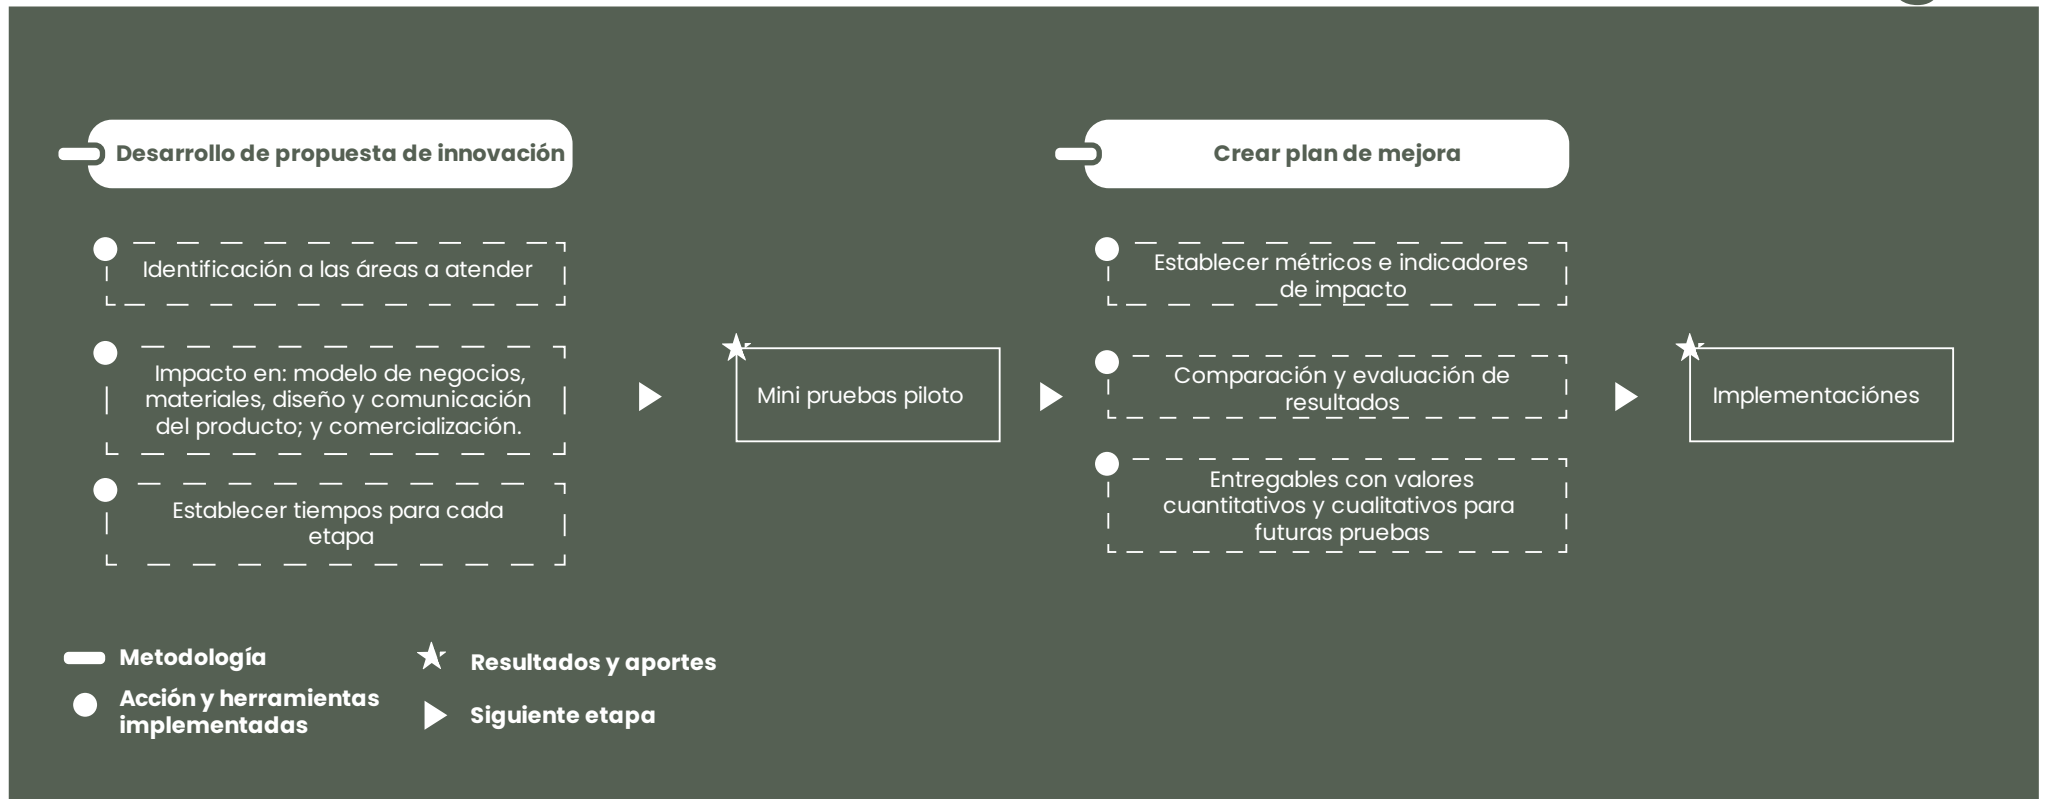 Desarrollo de propuesta de innovación
Identificación a las áreas a atender
Impacto en: modelo de negocios,
materiales, diseño y comunicación
del producto; y comercialización.
Establecer tiempos para cada
etapa
Mini pruebas piloto
Crear plan de mejora
Establecer métricos e indicadores
de impacto
Comparación y evaluación de
resultados
Entregables con valores
cuantitativos y cualitativos para
futuras pruebas
Implementaciónes
Metodología
Acción y herramientas
implementadas
Resultados y aportes
Siguiente etapa